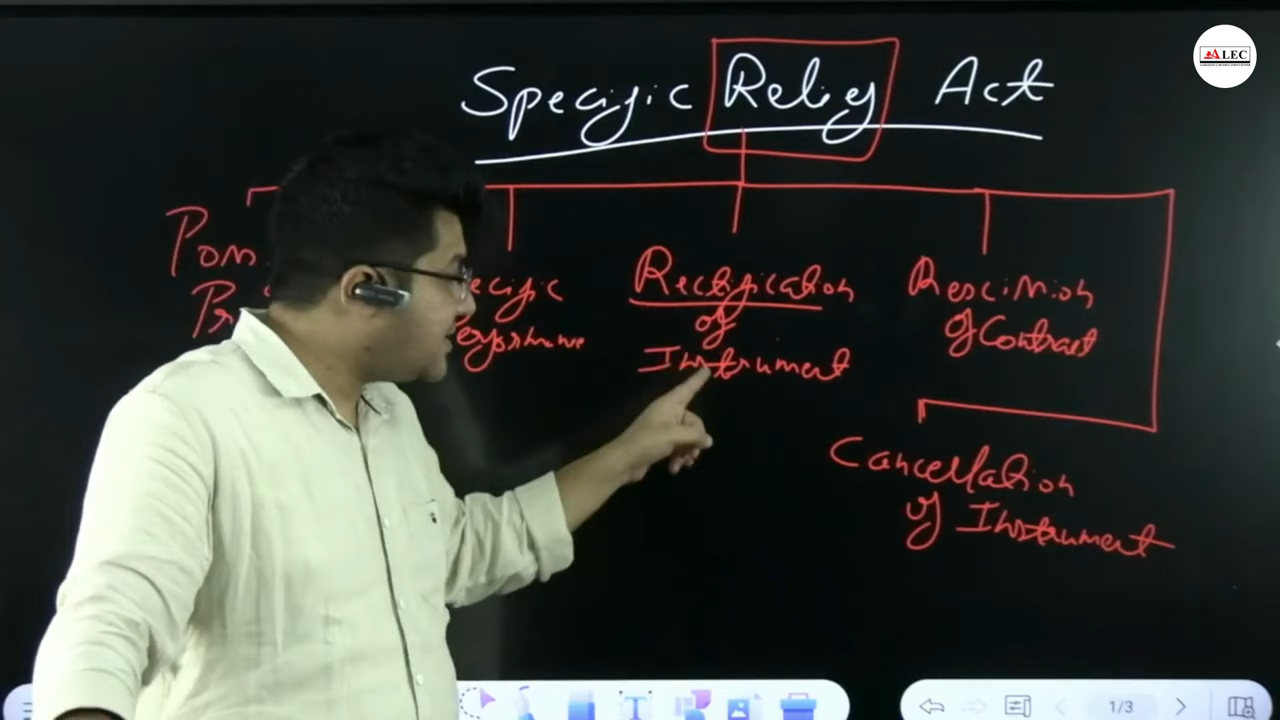 ALEC
Specific Relief Act
Rectification
of
Instrument
Rescission
of Contract
Cancellation
of Instrument
1/3